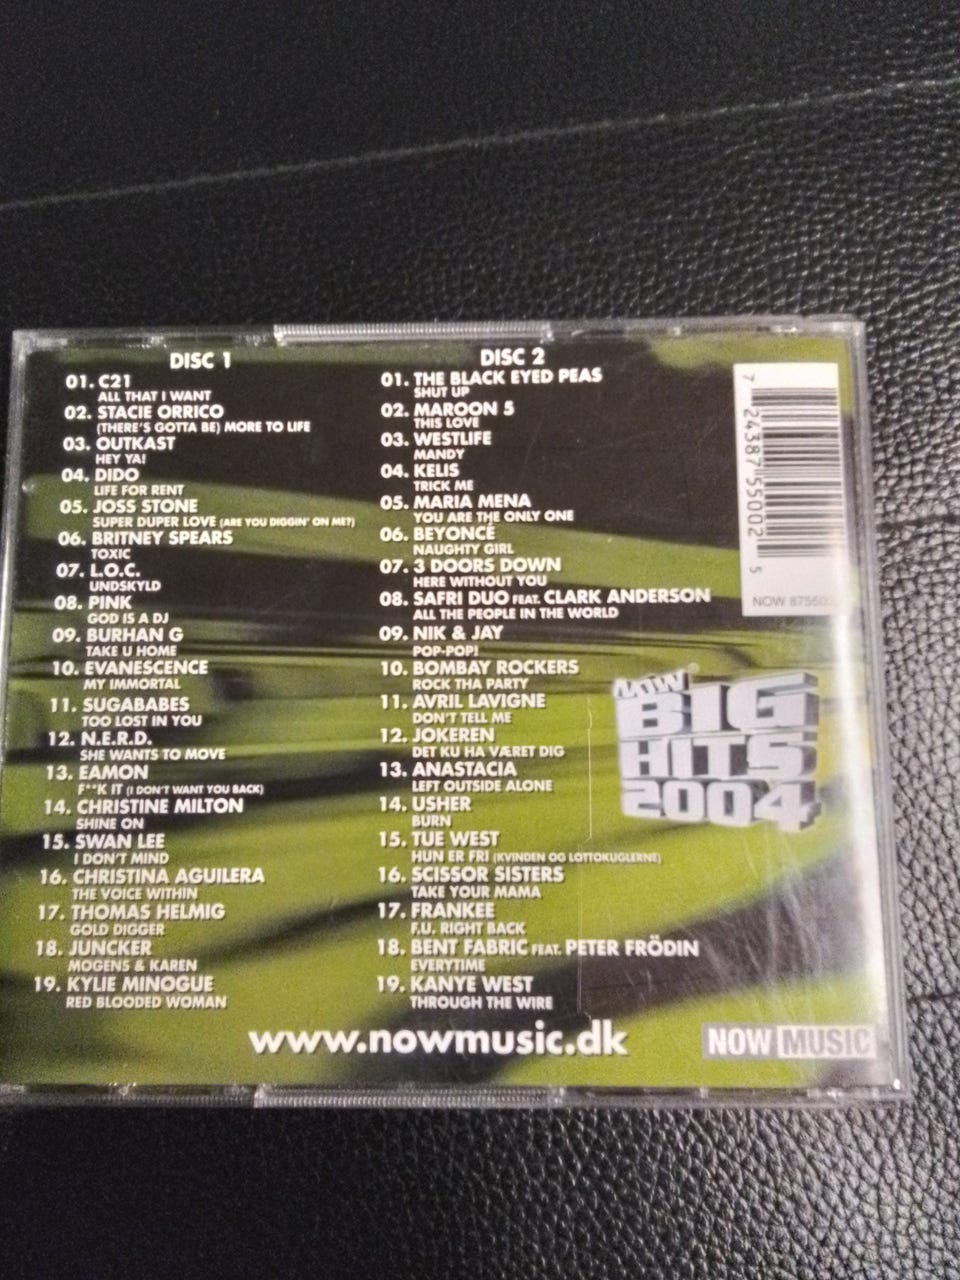 DISC 1
01. C21
ALL THAT I WANT
02. STACIE ORRICO
(THERE'S GOTTA BE) MORE TO LIFE
03. OUTKAST
HEY YA!
04. DIDO
LIFE FOR RENT
05. JOSS STONE
SUPER DUPER LOVE (ARE YOU DIGGIN' ON ME?)
06. BRITNEY SPEARS
TOXIC
07. L.O.C.
UNDSKYLD
08. PINK
GOD IS A DJ
09. BURHAN G
TAKE U HOME
10. EVANESCENCE
MY IMMORTAL
11. SUGABABES
TOO LOST IN YOU
12. N.E.R.D.
SHE WANTS TO MOVE
13. EAMON
F**K IT (I DON'T WANT YOU BACK)
14. CHRISTINE MILTON
SHINE ON
15. SWAN LEE
I DON'T MIND
16. CHRISTINA AGUILERA
THE VOICE WITHIN
17. THOMAS HELMIG
GOLD DIGGER
18. JUNCKER
MOGENS & KAREN
19. KYLIE MINOGUE
RED BLOODED WOMAN
DISC 2
01. THE BLACK EYED PEAS
SHUT UP
02. MAROON 5
THIS LOVE
03. WESTLIFE
MANDY
04. KELIS
TRICK ME
05. MARIA MENA
YOU ARE THE ONLY ONE
06. BEYONCÉ
NAUGHTY GIRL
07. 3 DOORS DOWN
HERE WITHOUT YOU
08. SAFRI DUO FEAT. CLARK ANDERSON
ALL THE PEOPLE IN THE WORLD
09. NIK & JAY
POP-POP!
10. BOMBAY ROCKERS
ROCK THA PARTY
11. AVRIL LAVIGNE
DON'T TELL ME
12. JOKEREN
DET KU HA VÆRET DIG
13. ANASTACIA
LEFT OUTSIDE ALONE
14. USHER
BURN
15. TUE WEST
HUN ER FRI (KVINDEN OG LOTTOKUGLERNE)
16. SCISSOR SISTERS
TAKE YOUR MAMA
17. FRANKEE
F.U. RIGHT BACK
18. BENT FABRIC FEAT. PETER FRÖDIN
EVERYTIME
19. KANYE WEST
THROUGH THE WIRE
7 24387 55002 5
NOW
NOW
BIG
HITS
2004
www.nowmusic.dk
NOW MUSIC